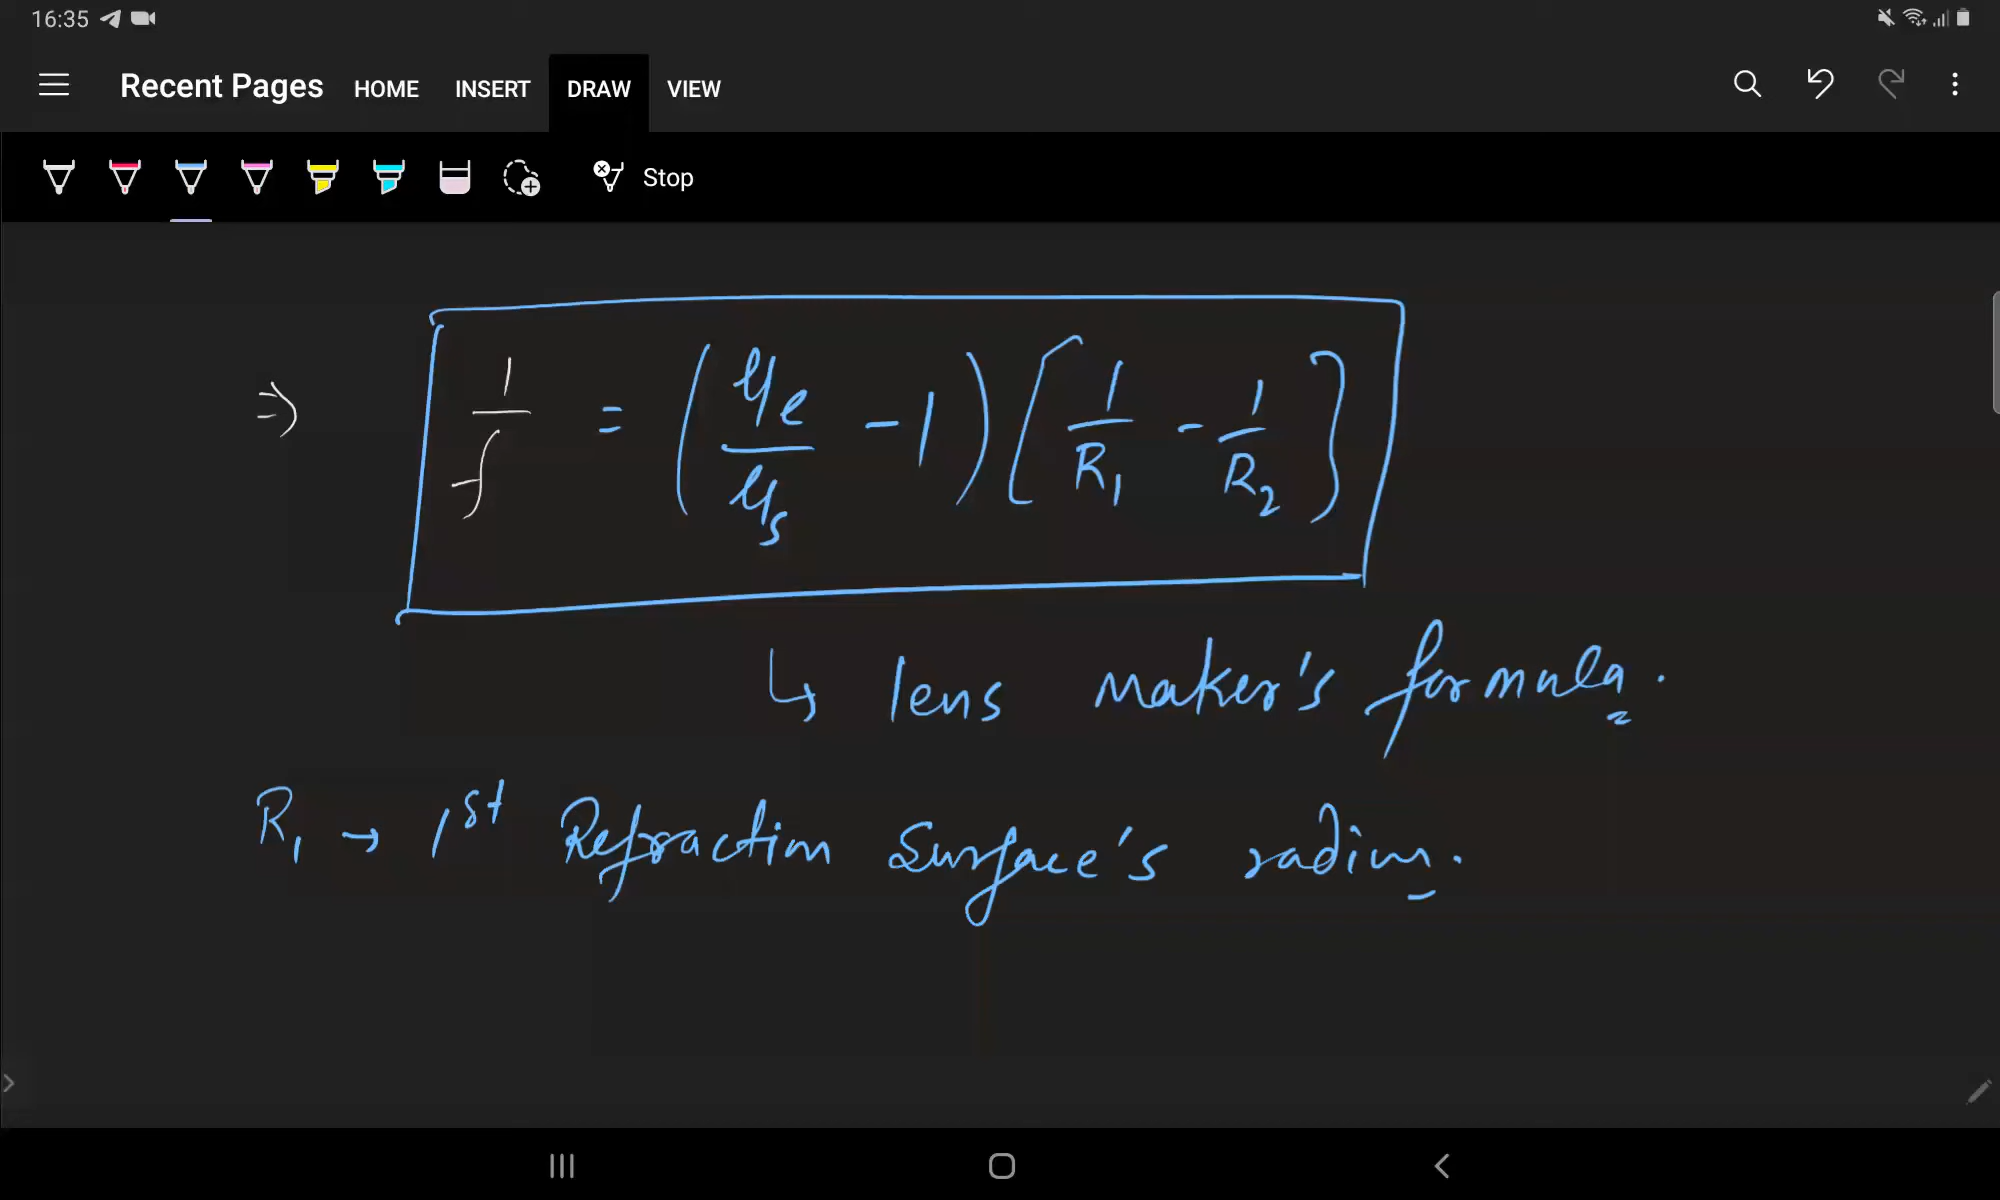 16:35
Recent Pages HOME INSERT DRAW VIEW
Stop
⇒ 1/f = (μe/μs - 1) [1/R₁ - 1/R₂]
↳ lens Maker's formula.
R₁ → 1st Refraction Surface's radius.